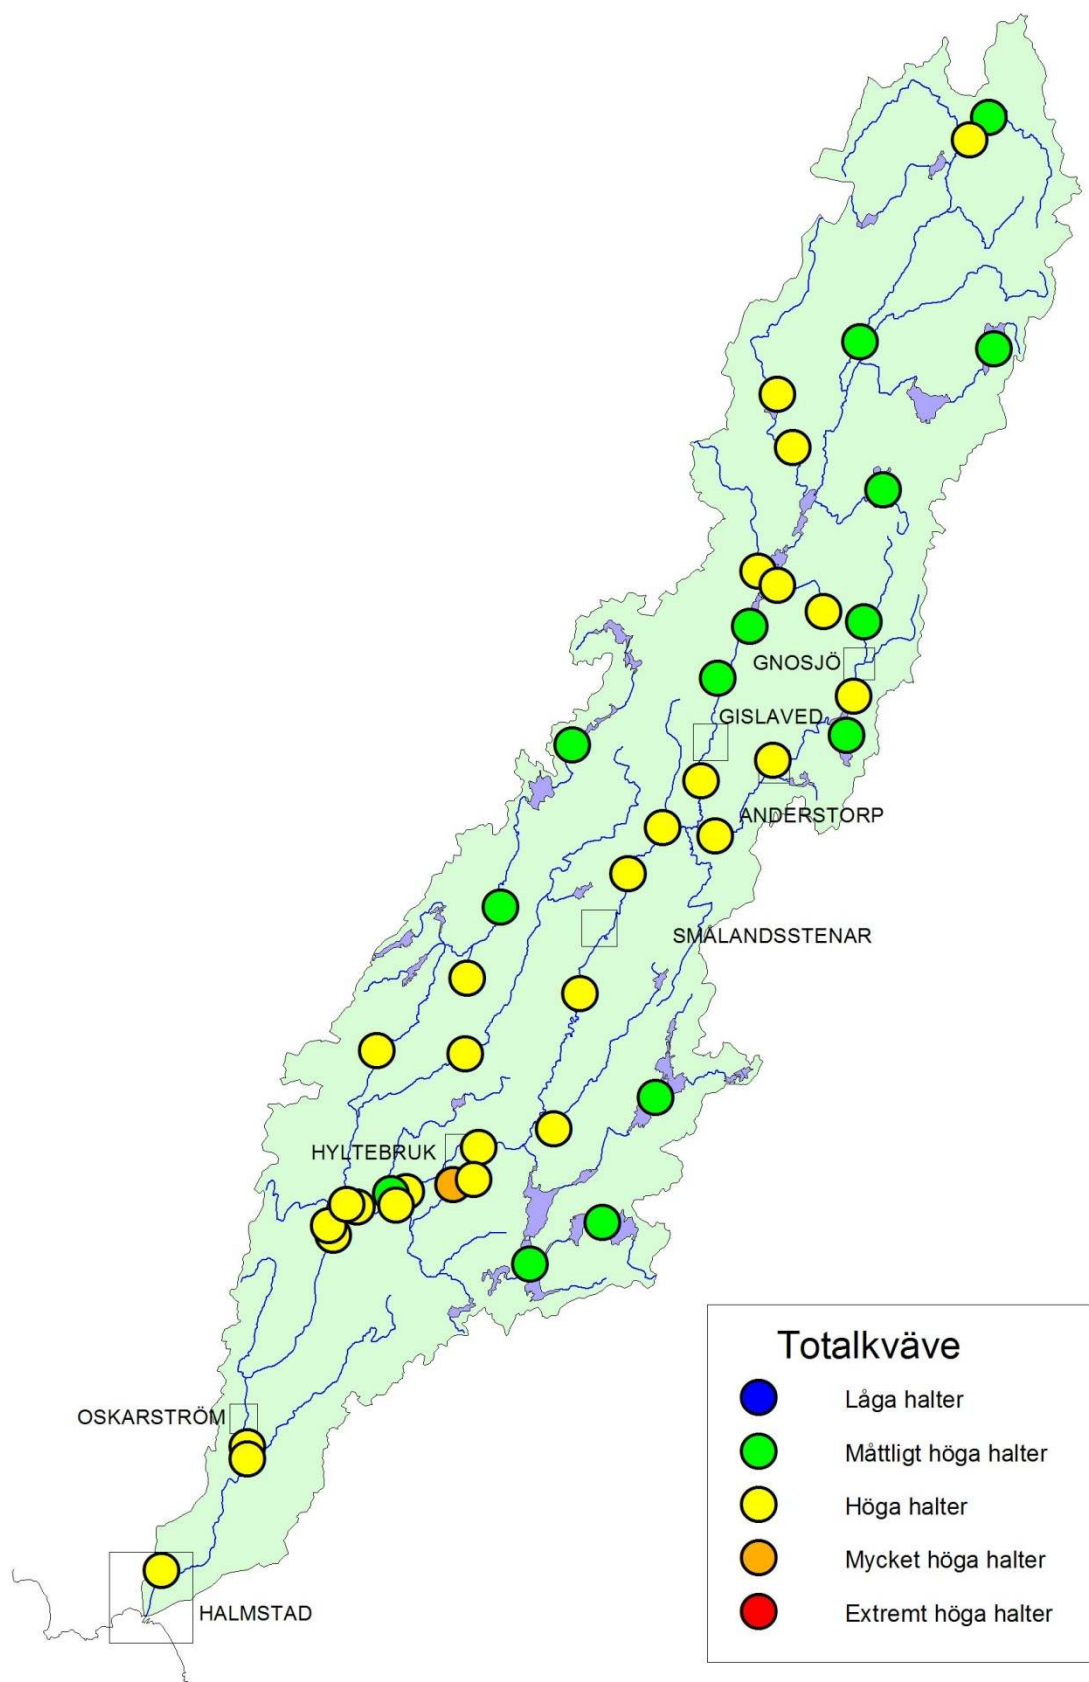 GNOSJÖ
GISLAVED
ANDERSTORP
SMÅLANDSSTENAR
HYLTEBRUK
OSKARSTRÖM
HALMSTAD
Totalkväve
Låga halter
Måttligt höga halter
Höga halter
Mycket höga halter
Extremt höga halter